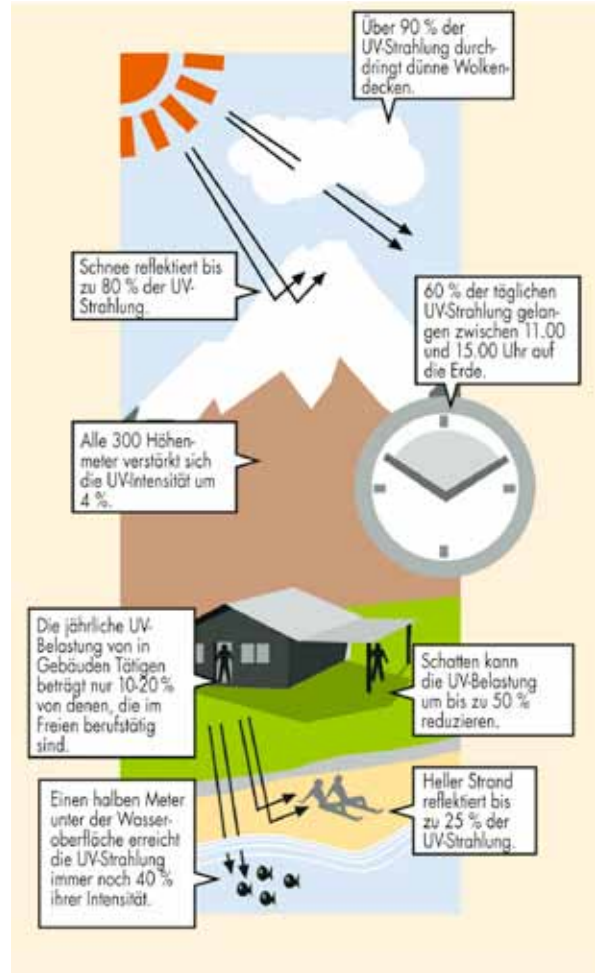 Über 90 % der
UV-Strahlung durch-
dringt dünne Wolken-
decken.
Schnee reflektiert bis
zu 80 % der UV-
Strahlung.
60 % der täglichen
UV-Strahlung gelan-
gen zwischen 11.00
und 15.00 Uhr auf
die Erde.
Alle 300 Höhen-
meter verstärkt sich
die UV-Intensität um
4 %.
Die jährliche UV-
Belastung von in
Gebäuden Tätigen
beträgt nur 10-20 %
von denen, die im
Freien berufstätig
sind.
Schatten kann
die UV-Belastung
um bis zu 50 %
reduzieren.
Heller Strand
reflektiert bis
zu 25 % der
UV-Strahlung.
Einen halben Meter
unter der Wasser-
oberfläche erreicht
die UV-Strahlung
immer noch 40 %
ihrer Intensität.